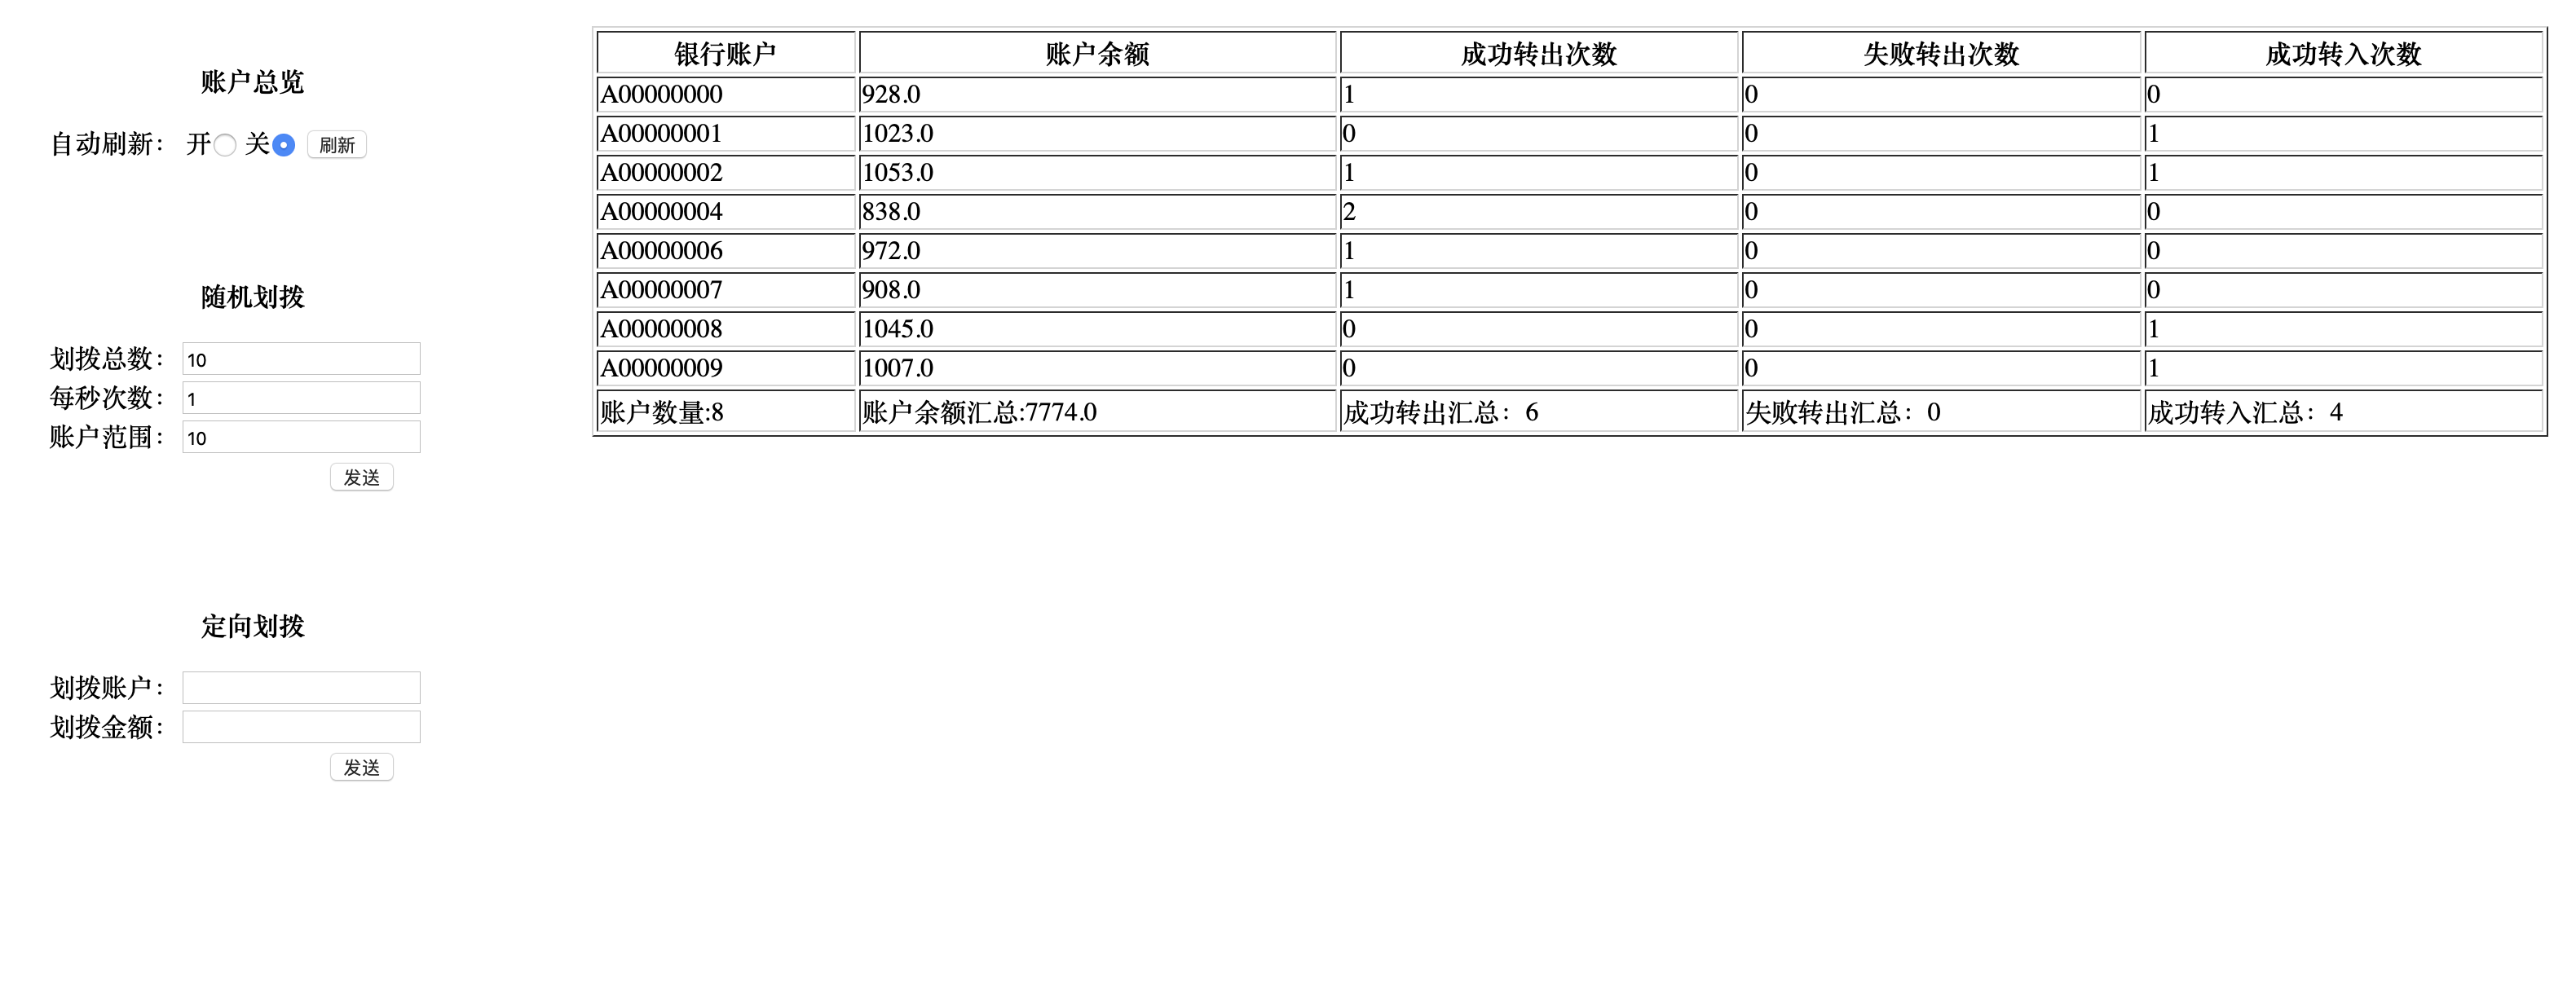 账户总览
自动刷新： 开 关 刷新
随机划拨
划拨总数： 10
每秒次数： 1
账户范围： 10
发送
定向划拨
划拨账户：
划拨金额：
发送
银行账户 账户余额 成功转出次数 失败转出次数 成功转入次数
A00000000 928.0 1 0 0
A00000001 1023.0 0 0 1
A00000002 1053.0 1 0 1
A00000004 838.0 2 0 0
A00000006 972.0 1 0 0
A00000007 908.0 1 0 0
A00000008 1045.0 0 0 1
A00000009 1007.0 0 0 1
账户数量:8 账户余额汇总:7774.0 成功转出汇总：6 失败转出汇总：0 成功转入汇总：4